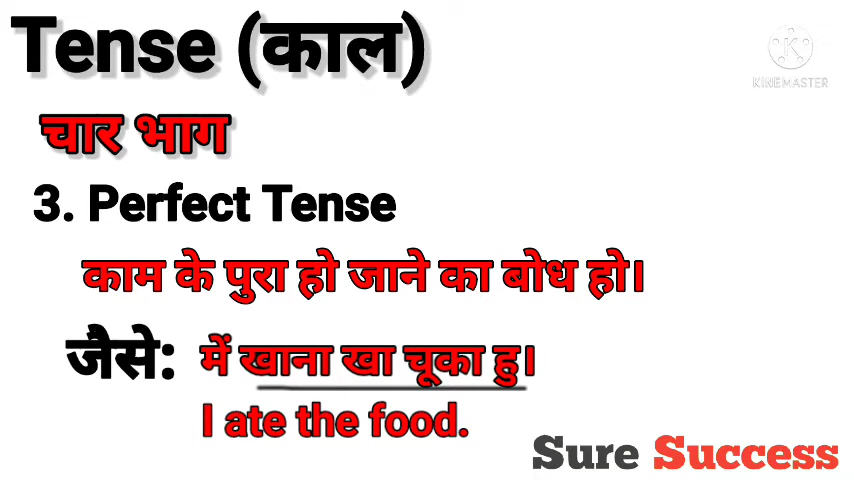 Tense (काल)
K
KINEMASTER
चार भाग
3. Perfect Tense
काम के पुरा हो जाने का बोध हो।
जैसे: में खाना खा चूका हु।
I ate the food.
Sure Success